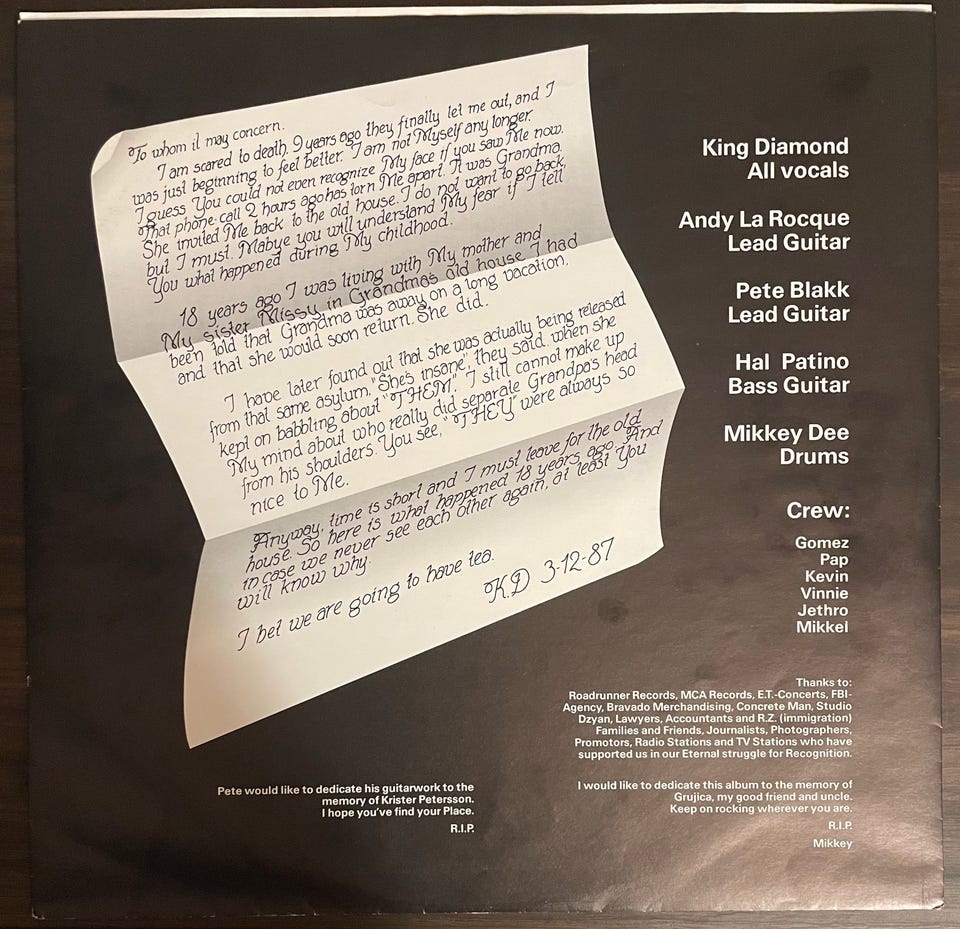 To whom it may concern.
I am scared to death. 9 years ago they finally let me out, and I
was just beginning to feel better. I am not Myself any longer.
I guess You could not even recognize My face if you saw Me now.
That phone-call 2 hours ago has torn Me apart. It was Grandma.
She invited Me back to the old house. I do not want to go back,
but I must. Mabye you will understand My fear if I tell
You what happened during My childhood.
18 years ago I was living with My mother and
My sister Missy in Grandmas old house. I had
been told that Grandma was away on a long vacation,
and that she would soon return. She did.
I have later found out that she was actually being released
from that same asylum, "She's insane," they said, when she
kept on babbling about "THEM". I still cannot make up
My mind about who really did separate Grandpa's head
from his shoulders. You see, "THEY" were always so
nice to Me.
Anyway, time is short and I must leave for the old
house. So here is what happened 18 years ago. And
in case we never see each other again, at least You
will know why.
I bet we are going to have tea.
K.D 3-12-87
King Diamond
All vocals
Andy La Rocque
Lead Guitar
Pete Blakk
Lead Guitar
Hal Patino
Bass Guitar
Mikkey Dee
Drums
Crew:
Gomez
Pap
Kevin
Vinnie
Jethro
Mikkel
Thanks to:
Roadrunner Records, MCA Records, E.T.-Concerts, FBI-
Agency, Bravado Merchandising, Concrete Man, Studio
Dzyan, Lawyers, Accountants and R.Z. (immigration)
Families and Friends, Journalists, Photographers,
Promotors, Radio Stations and TV Stations who have
supported us in our Eternal struggle for Recognition.
Pete would like to dedicate his guitarwork to the
memory of Krister Petersson.
I hope you've find your Place.
R.I.P.
I would like to dedicate this album to the memory of
Grujica, my good friend and uncle.
Keep on rocking wherever you are.
R.I.P.
Mikkey